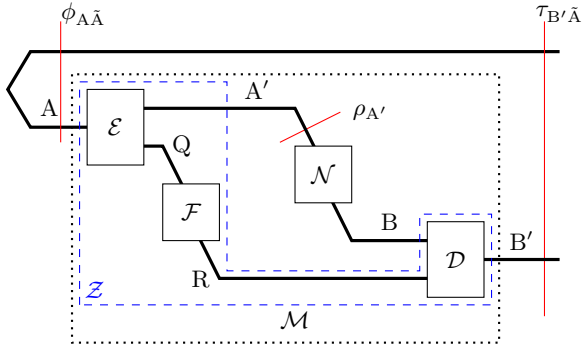 ϕ_{AÃ} τ_{B′Ã}
A ℰ A′ ρ_{A′}
Q 𝒩
ℱ B
R 𝒟 B′
𝒵 ℳ